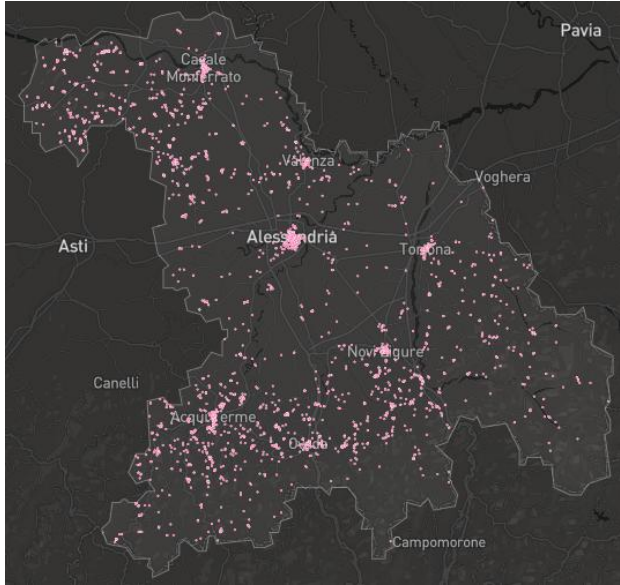 Pavia
Casale
Monferrato
Valenza
Voghera
Alessandria
Asti
Tortona
Novi Ligure
Canelli
Acqui Terme
Ovada
Campomorone